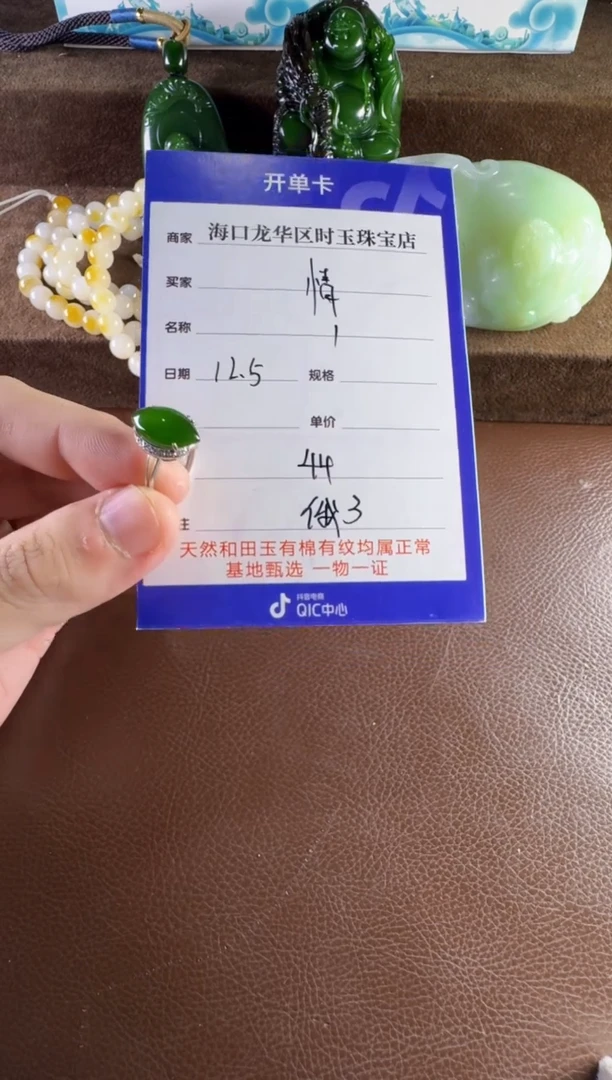 开单卡
商家 海口龙华区时玉珠宝店
买家 情
名称 1
日期 12.5 规格
单价
44
注 俄3
天然和田玉有棉有纹均属正常
基地甄选 一物一证
抖音电商
QIC中心